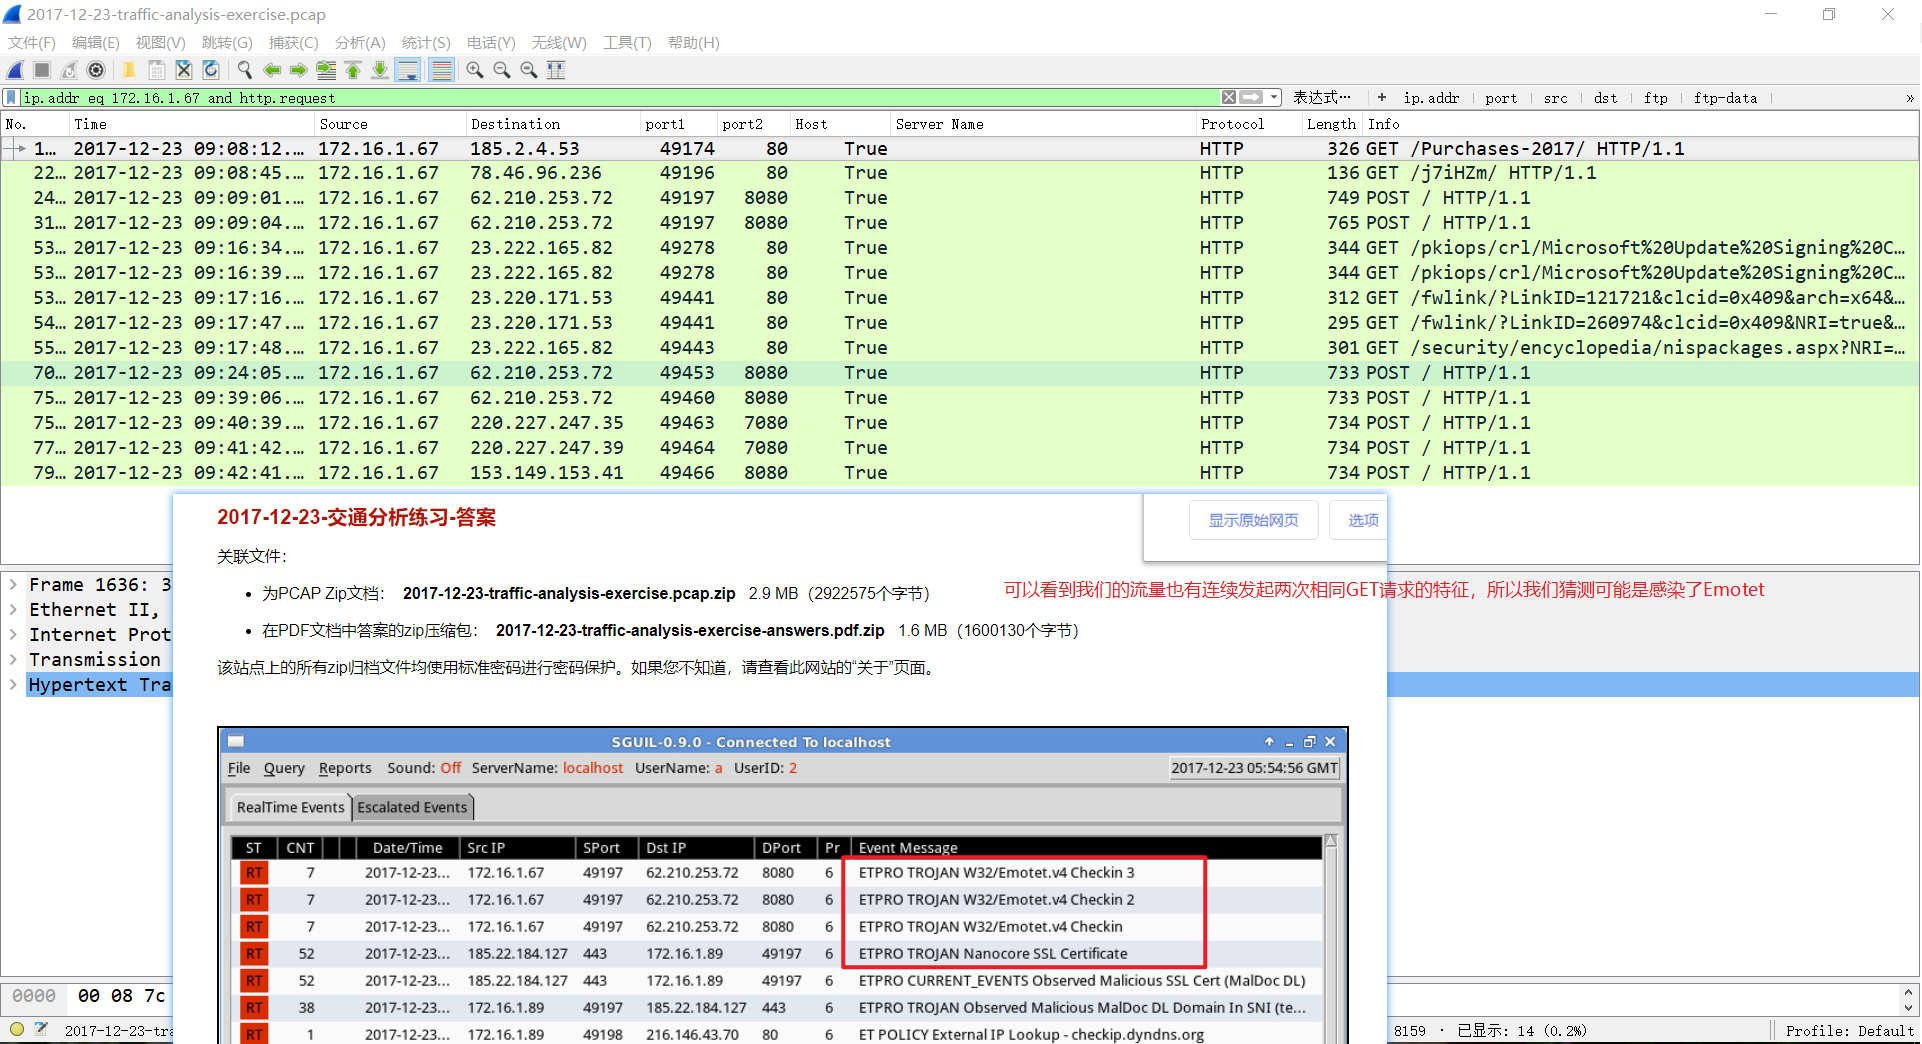 2017-12-23-traffic-analysis-exercise.pcap
文件(F) 编辑(E) 视图(V) 跳转(G) 捕获(C) 分析(A) 统计(S) 电话(Y) 无线(W) 工具(T) 帮助(H)
ip.addr eq 172.16.1.67 and http.request 表达式… + ip.addr port src dst ftp ftp-data »
No. Time Source Destination port1 port2 Host Server Name Protocol Length Info
1… 2017-12-23 09:08:12.… 172.16.1.67 185.2.4.53 49174 80 True HTTP 326 GET /Purchases-2017/ HTTP/1.1
22… 2017-12-23 09:08:45.… 172.16.1.67 78.46.96.236 49196 80 True HTTP 136 GET /j7iHZm/ HTTP/1.1
24… 2017-12-23 09:09:01.… 172.16.1.67 62.210.253.72 49197 8080 True HTTP 749 POST / HTTP/1.1
31… 2017-12-23 09:09:04.… 172.16.1.67 62.210.253.72 49197 8080 True HTTP 765 POST / HTTP/1.1
53… 2017-12-23 09:16:34.… 172.16.1.67 23.222.165.82 49278 80 True HTTP 344 GET /pkiops/crl/Microsoft%20Update%20Signing%20C…
53… 2017-12-23 09:16:39.… 172.16.1.67 23.222.165.82 49278 80 True HTTP 344 GET /pkiops/crl/Microsoft%20Update%20Signing%20C…
53… 2017-12-23 09:17:16.… 172.16.1.67 23.220.171.53 49441 80 True HTTP 312 GET /fwlink/?LinkID=121721&clcid=0x409&arch=x64&…
54… 2017-12-23 09:17:47.… 172.16.1.67 23.220.171.53 49441 80 True HTTP 295 GET /fwlink/?LinkID=260974&clcid=0x409&NRI=true&…
55… 2017-12-23 09:17:48.… 172.16.1.67 23.222.165.82 49443 80 True HTTP 301 GET /security/encyclopedia/nispackages.aspx?NRI=…
70… 2017-12-23 09:24:05.… 172.16.1.67 62.210.253.72 49453 8080 True HTTP 733 POST / HTTP/1.1
75… 2017-12-23 09:39:06.… 172.16.1.67 62.210.253.72 49460 8080 True HTTP 733 POST / HTTP/1.1
75… 2017-12-23 09:40:39.… 172.16.1.67 220.227.247.35 49463 7080 True HTTP 734 POST / HTTP/1.1
77… 2017-12-23 09:41:42.… 172.16.1.67 220.227.247.39 49464 7080 True HTTP 734 POST / HTTP/1.1
79… 2017-12-23 09:42:41.… 172.16.1.67 153.149.153.41 49466 8080 True HTTP 734 POST / HTTP/1.1
2017-12-23-交通分析练习-答案
显示原始网页 选项
关联文件：
• 为PCAP Zip文档： 2017-12-23-traffic-analysis-exercise.pcap.zip 2.9 MB（2922575个字节）
• 在PDF文档中答案的zip压缩包： 2017-12-23-traffic-analysis-exercise-answers.pdf.zip 1.6 MB（1600130个字节）
该站点上的所有zip归档文件均使用标准密码进行密码保护。如果您不知道，请查看此网站的“关于”页面。
可以看到我们的流量也有连续发起两次相同GET请求的特征，所以我们猜测可能是感染了Emotet
Frame 1636: 3
Ethernet II,
Internet Prot
Transmission
Hypertext Tra
SGUIL-0.9.0 - Connected To localhost
File Query Reports Sound: Off ServerName: localhost UserName: a UserID: 2 2017-12-23 05:54:56 GMT
RealTime Events Escalated Events
ST CNT Date/Time Src IP SPort Dst IP DPort Pr Event Message
RT 7 2017-12-23... 172.16.1.67 49197 62.210.253.72 8080 6 ETPRO TROJAN W32/Emotet.v4 Checkin 3
RT 7 2017-12-23... 172.16.1.67 49197 62.210.253.72 8080 6 ETPRO TROJAN W32/Emotet.v4 Checkin 2
RT 7 2017-12-23... 172.16.1.67 49197 62.210.253.72 8080 6 ETPRO TROJAN W32/Emotet.v4 Checkin
RT 52 2017-12-23... 185.22.184.127 443 172.16.1.89 49197 6 ETPRO TROJAN Nanocore SSL Certificate
RT 52 2017-12-23... 185.22.184.127 443 172.16.1.89 49197 6 ETPRO CURRENT_EVENTS Observed Malicious SSL Cert (MalDoc DL)
RT 38 2017-12-23... 172.16.1.89 49197 185.22.184.127 443 6 ETPRO TROJAN Observed Malicious MalDoc DL Domain In SNI (te...
RT 1 2017-12-23... 172.16.1.89 49198 216.146.43.70 80 6 ET POLICY External IP Lookup - checkip.dyndns.org
0000 00 08 7c
2017-12-23-tra
8159 · 已显示: 14 (0.2%) Profile: Default